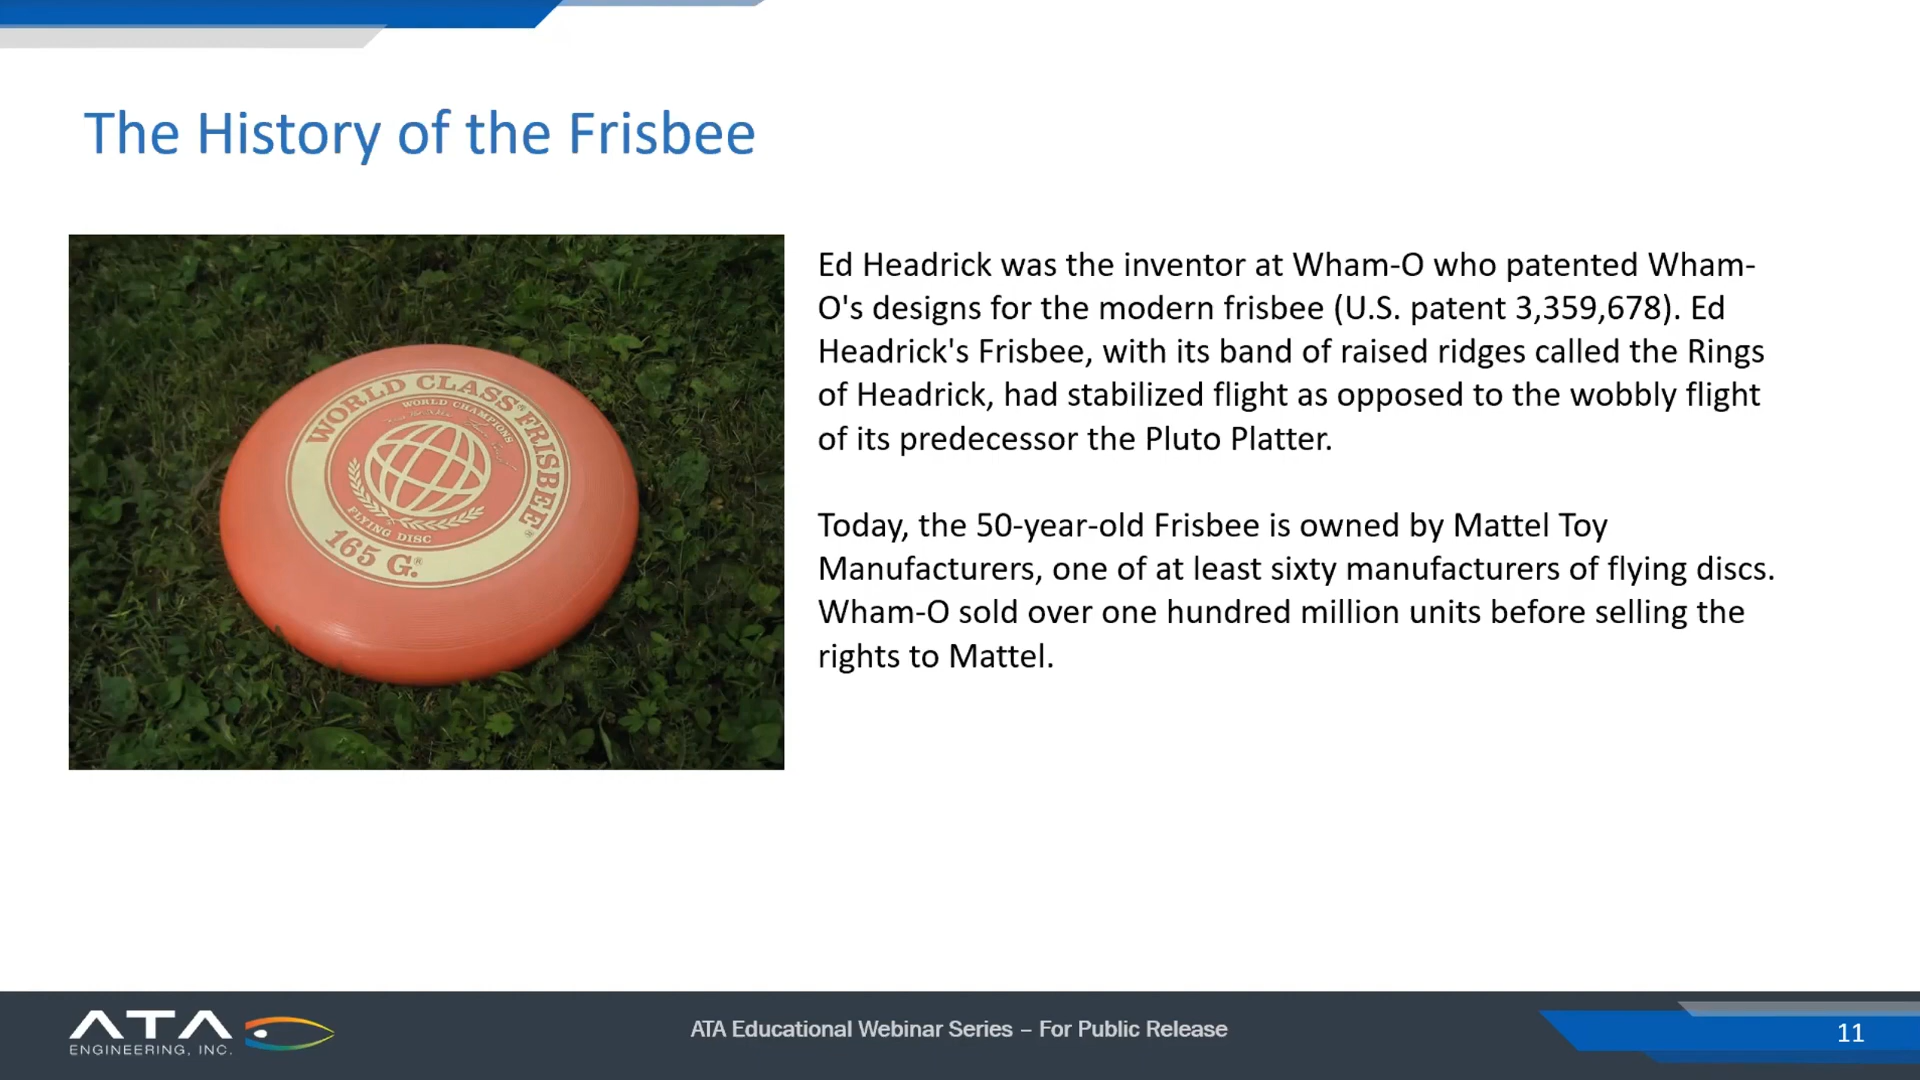 The History of the Frisbee
WORLD CLASS® FRISBEE®
WORLD CHAMPIONS
FLYING DISC
165 G.®
Ed Headrick was the inventor at Wham-O who patented Wham-
O's designs for the modern frisbee (U.S. patent 3,359,678). Ed
Headrick's Frisbee, with its band of raised ridges called the Rings
of Headrick, had stabilized flight as opposed to the wobbly flight
of its predecessor the Pluto Platter.
Today, the 50-year-old Frisbee is owned by Mattel Toy
Manufacturers, one of at least sixty manufacturers of flying discs.
Wham-O sold over one hundred million units before selling the
rights to Mattel.
ATA
ENGINEERING, INC.
ATA Educational Webinar Series – For Public Release
11